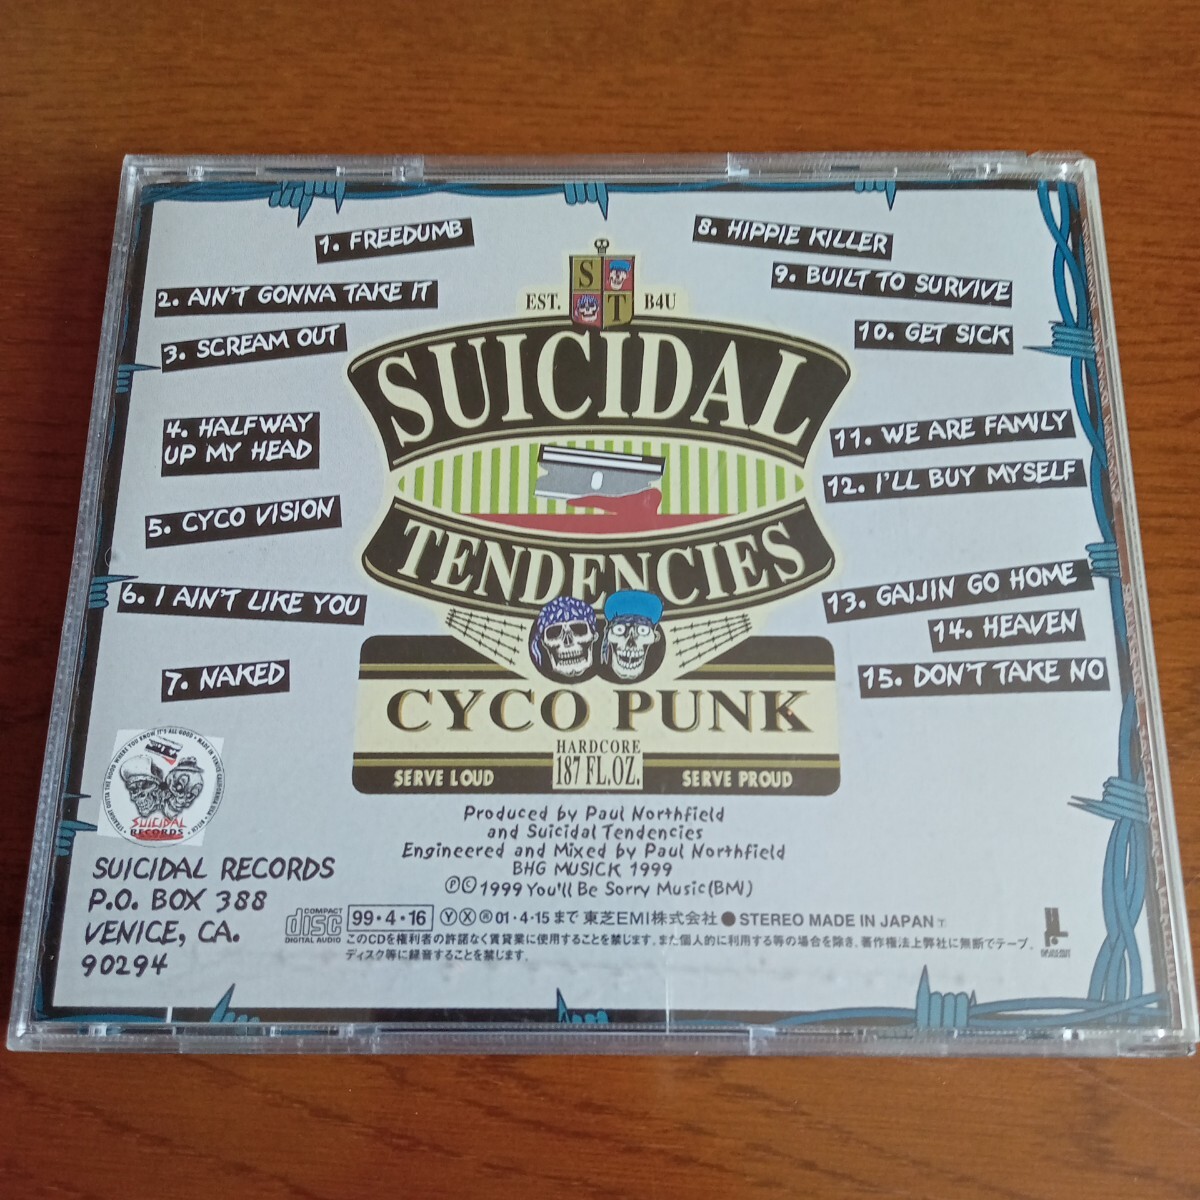 1. FREEDUMB
2. AIN'T GONNA TAKE IT
3. SCREAM OUT
4. HALFWAY
UP MY HEAD
5. CYCO VISION
6. I AIN'T LIKE YOU
7. NAKED
8. HIPPIE KILLER
9. BUILT TO SURVIVE
10. GET SICK
11. WE ARE FAMILY
12. I'LL BUY MYSELF
13. GAIJIN GO HOME
14. HEAVEN
15. DON'T TAKE NO
S
T
EST. B4U
SUICIDAL
TENDENCIES
CYCO PUNK
HARDCORE
187 FL.OZ.
SERVE LOUD
SERVE PROUD
SUICIDAL
RECORDS
SUICIDAL RECORDS
P.O. BOX 388
VENICE, CA.
90294
Produced by Paul Northfield
and Suicidal Tendencies
Engineered and Mixed by Paul Northfield
BHG MUSICK 1999
ⓅⒸ1999 You'll Be Sorry Music (BMI)
COMPACT
disc
DIGITAL AUDIO
99・4・16 ⓎⓍ 01・4・15まで 東芝EMI株式会社 ●STEREO MADE IN JAPAN
このCDを権利者の許諾なく賃貸業に使用することを禁じます。また個人的に利用する等の場合を除き、著作権法上弊社に無断でテープ、
ディスク等に録音することを禁じます。